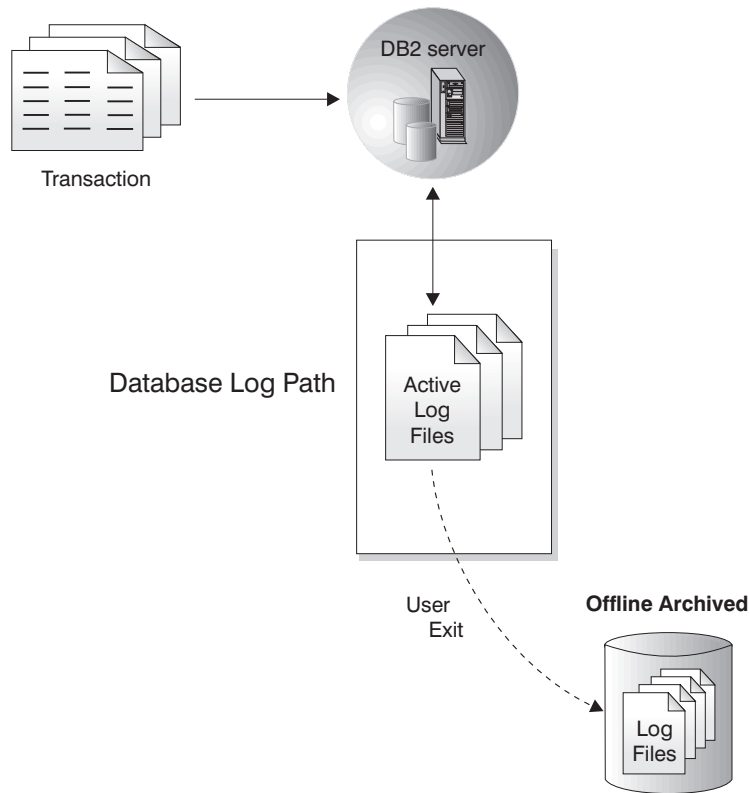 DB2 server
Transaction
Database Log Path
Active
Log
Files
User
Exit
Offline Archived
Log
Files